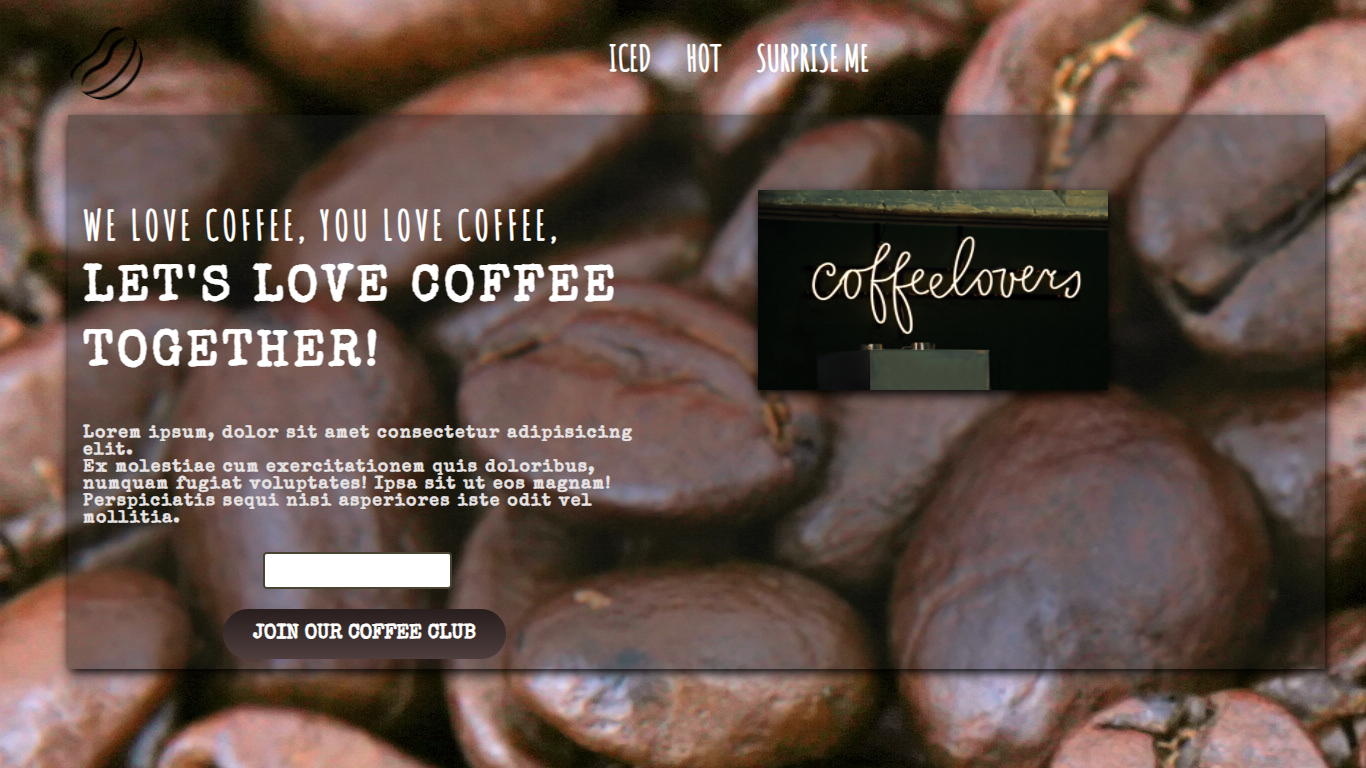 ICED HOT SURPRISE ME
WE LOVE COFFEE, YOU LOVE COFFEE,
LET'S LOVE COFFEE
TOGETHER!
coffeelovers
Lorem ipsum, dolor sit amet consectetur adipisicing
elit.
Ex molestiae cum exercitationem quis doloribus,
numquam fugiat voluptates! Ipsa sit ut eos magnam!
Perspiciatis sequi nisi asperiores iste odit vel
mollitia.
JOIN OUR COFFEE CLUB